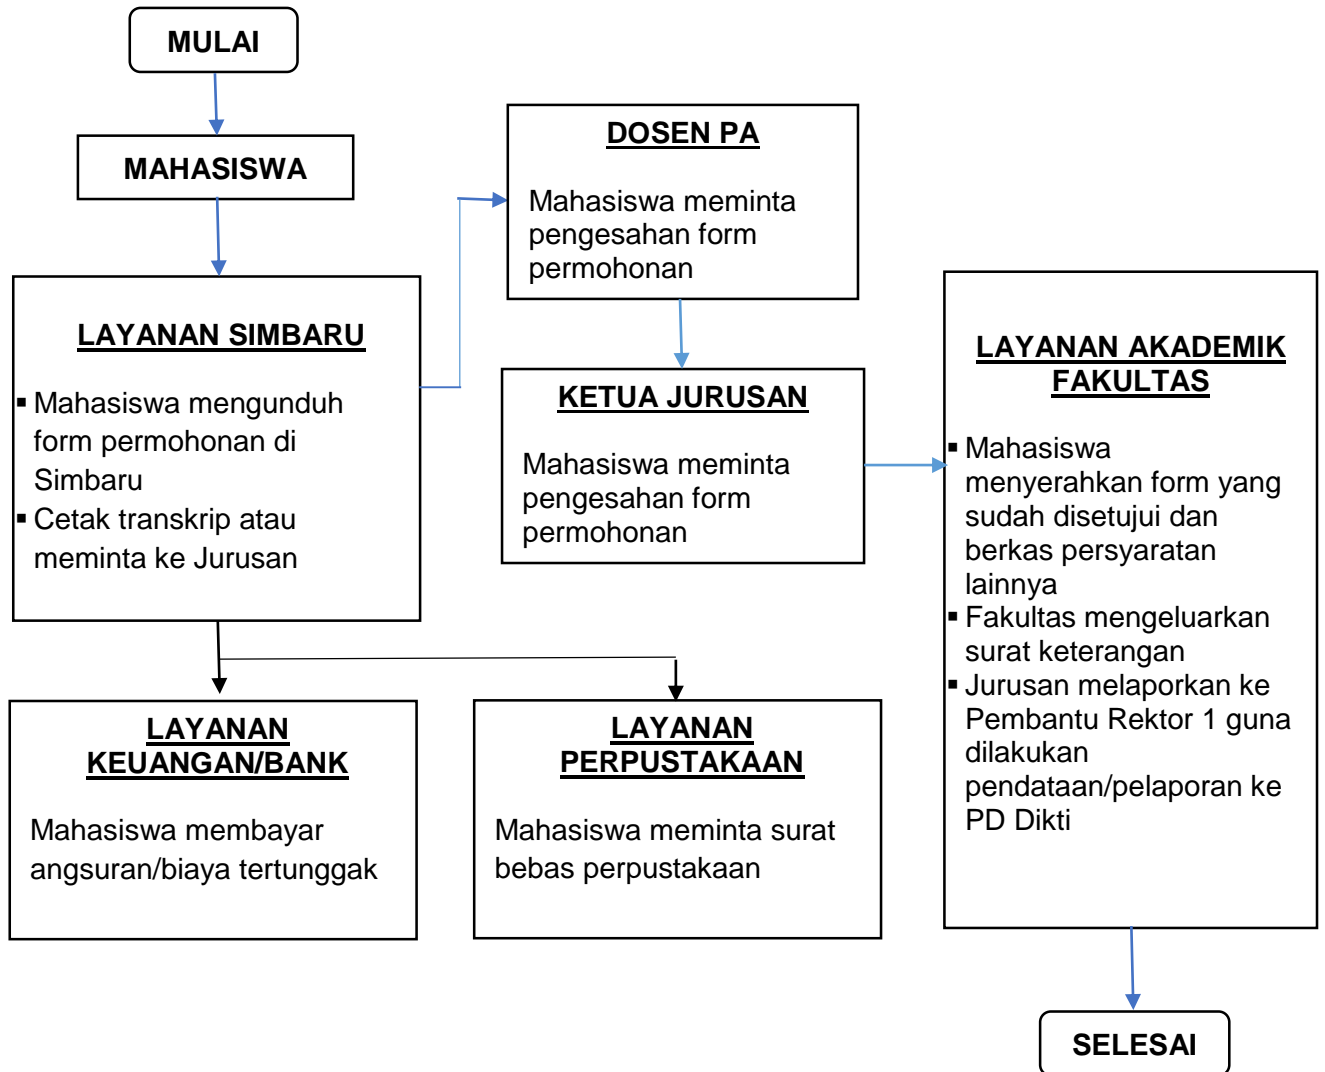 MULAI
MAHASISWA
LAYANAN SIMBARU
▪ Mahasiswa mengunduh
form permohonan di
Simbaru
▪ Cetak transkrip atau
meminta ke Jurusan
DOSEN PA
Mahasiswa meminta
pengesahan form
permohonan
KETUA JURUSAN
Mahasiswa meminta
pengesahan form
permohonan
LAYANAN
KEUANGAN/BANK
Mahasiswa membayar
angsuran/biaya tertunggak
LAYANAN
PERPUSTAKAAN
Mahasiswa meminta surat
bebas perpustakaan
LAYANAN AKADEMIK
FAKULTAS
▪ Mahasiswa
menyerahkan form yang
sudah disetujui dan
berkas persyaratan
lainnya
▪ Fakultas mengeluarkan
surat keterangan
▪ Jurusan melaporkan ke
Pembantu Rektor 1 guna
dilakukan
pendataan/pelaporan ke
PD Dikti
SELESAI